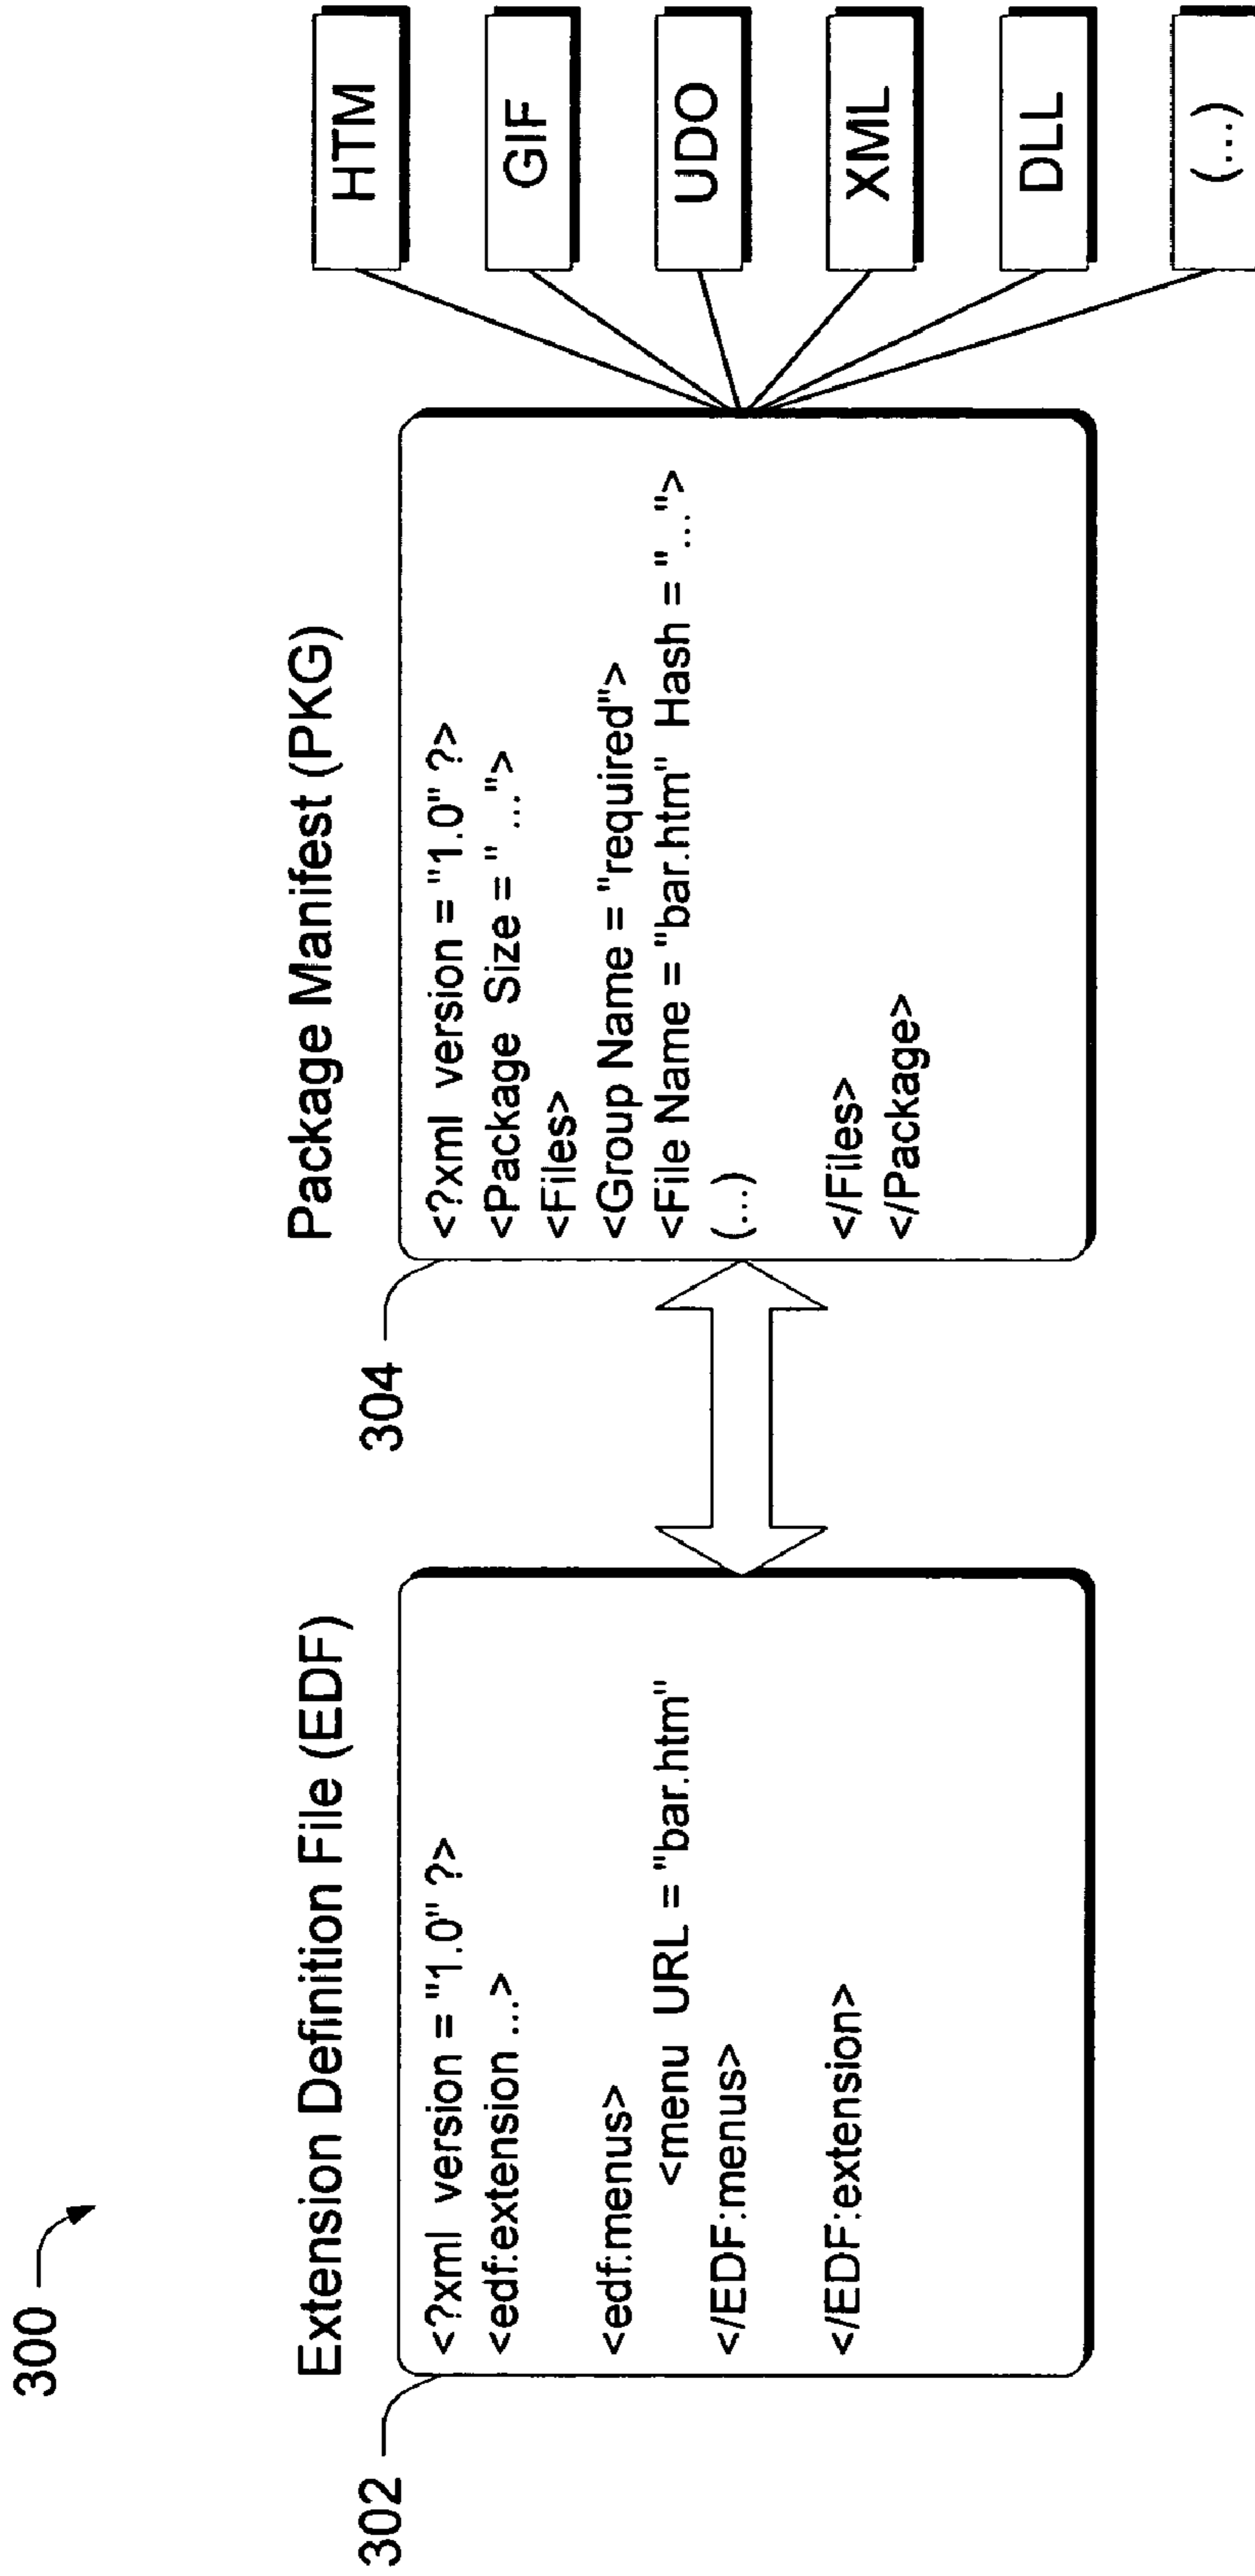 300
Extension Definition File (EDF)
302
<?xml version = "1.0" ?>
<edf:extension ...>
<edf:menus>
<menu URL = "bar.htm"
</EDF:menus>
</EDF:extension>
Package Manifest (PKG)
304
<?xml version = "1.0" ?>
<Package Size = " ...">
<Files>
<Group Name = "required">
<File Name = "bar.htm" Hash = " ...">
(...)
</Files>
</Package>
HTM
GIF
UDO
XML
DLL
(...)